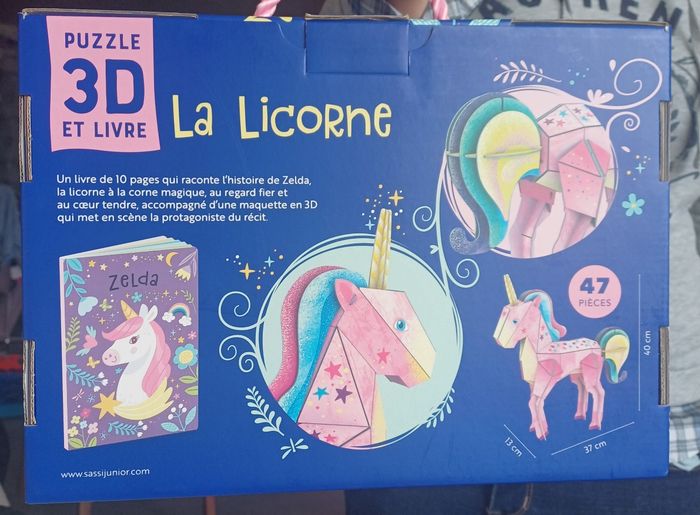 PUZZLE
3D
ET LIVRE
La Licorne
Un livre de 10 pages qui raconte l'histoire de Zelda,
la licorne à la corne magique, au regard fier et
au cœur tendre, accompagné d'une maquette en 3D
qui met en scène la protagoniste du récit.
Zelda
47
PIÈCES
40 cm
13 cm
37 cm
www.sassijunior.com